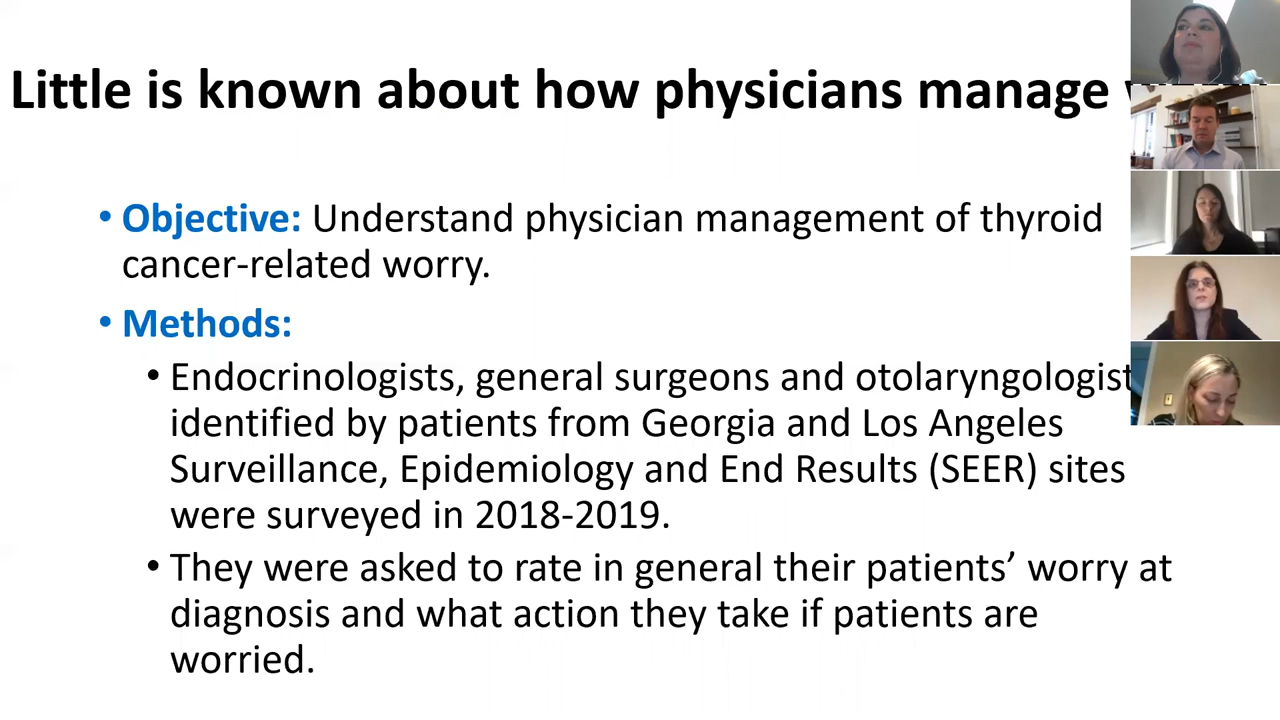 Little is known about how physicians manage
• Objective: Understand physician management of thyroid
cancer-related worry.
• Methods:
• Endocrinologists, general surgeons and otolaryngologist
identified by patients from Georgia and Los Angeles
Surveillance, Epidemiology and End Results (SEER) sites
were surveyed in 2018-2019.
• They were asked to rate in general their patients’ worry at
diagnosis and what action they take if patients are
worried.